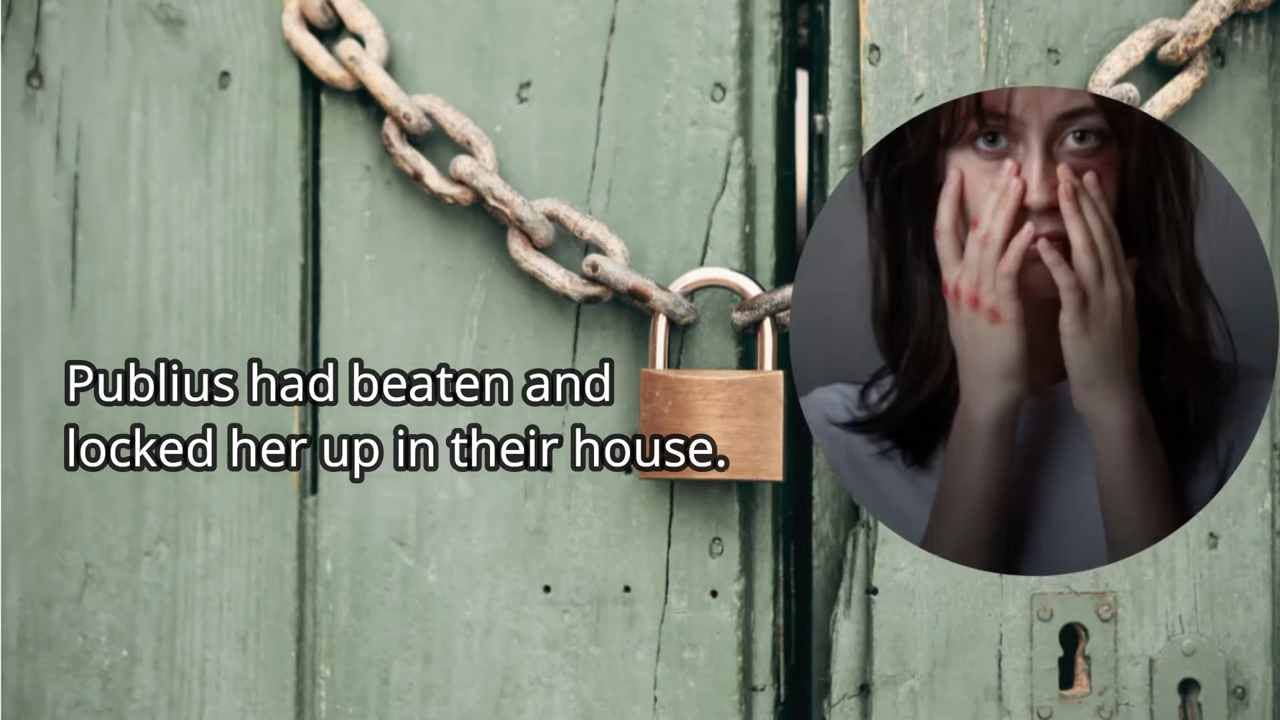 Publius had beaten and
locked her up in their house.